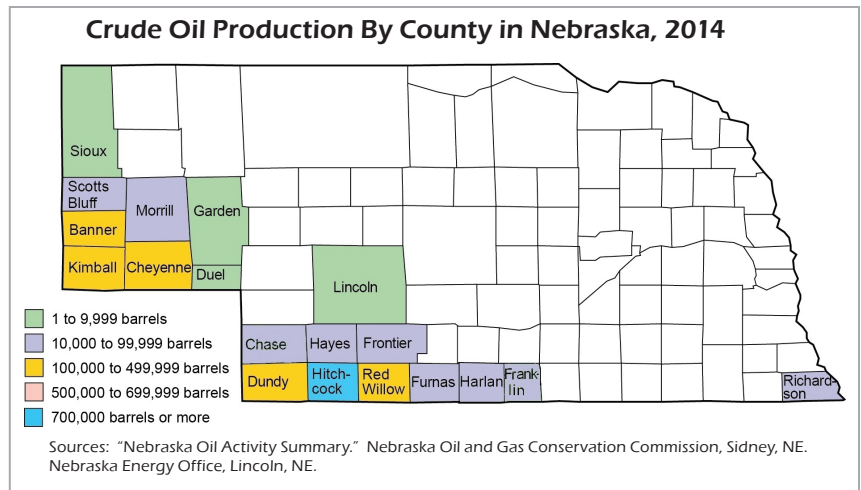 Crude Oil Production By County in Nebraska, 2014
Sioux
Scotts
Bluff
Morrill
Garden
Banner
Kimball
Cheyenne
Duel
Lincoln
1 to 9,999 barrels
10,000 to 99,999 barrels
100,000 to 499,999 barrels
500,000 to 699,999 barrels
700,000 barrels or more
Chase
Hayes
Frontier
Dundy
Hitch-
cock
Red
Willow
Furnas
Harlan
Frank-
lin
Richard-
son
Sources: "Nebraska Oil Activity Summary." Nebraska Oil and Gas Conservation Commission, Sidney, NE.
Nebraska Energy Office, Lincoln, NE.